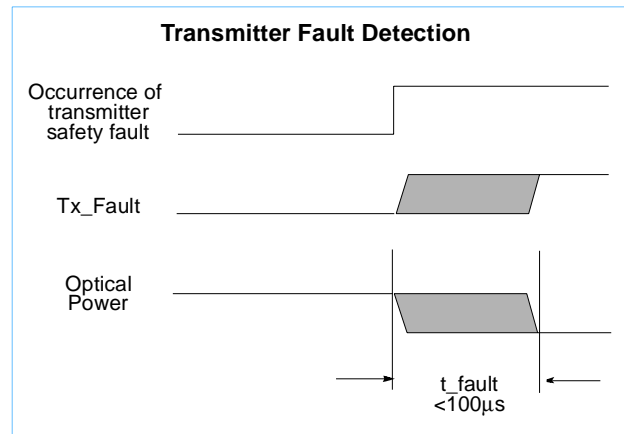 Transmitter Fault Detection
Occurrence of
transmitter
safety fault
Tx_Fault
Optical
Power
t_fault
<100µs